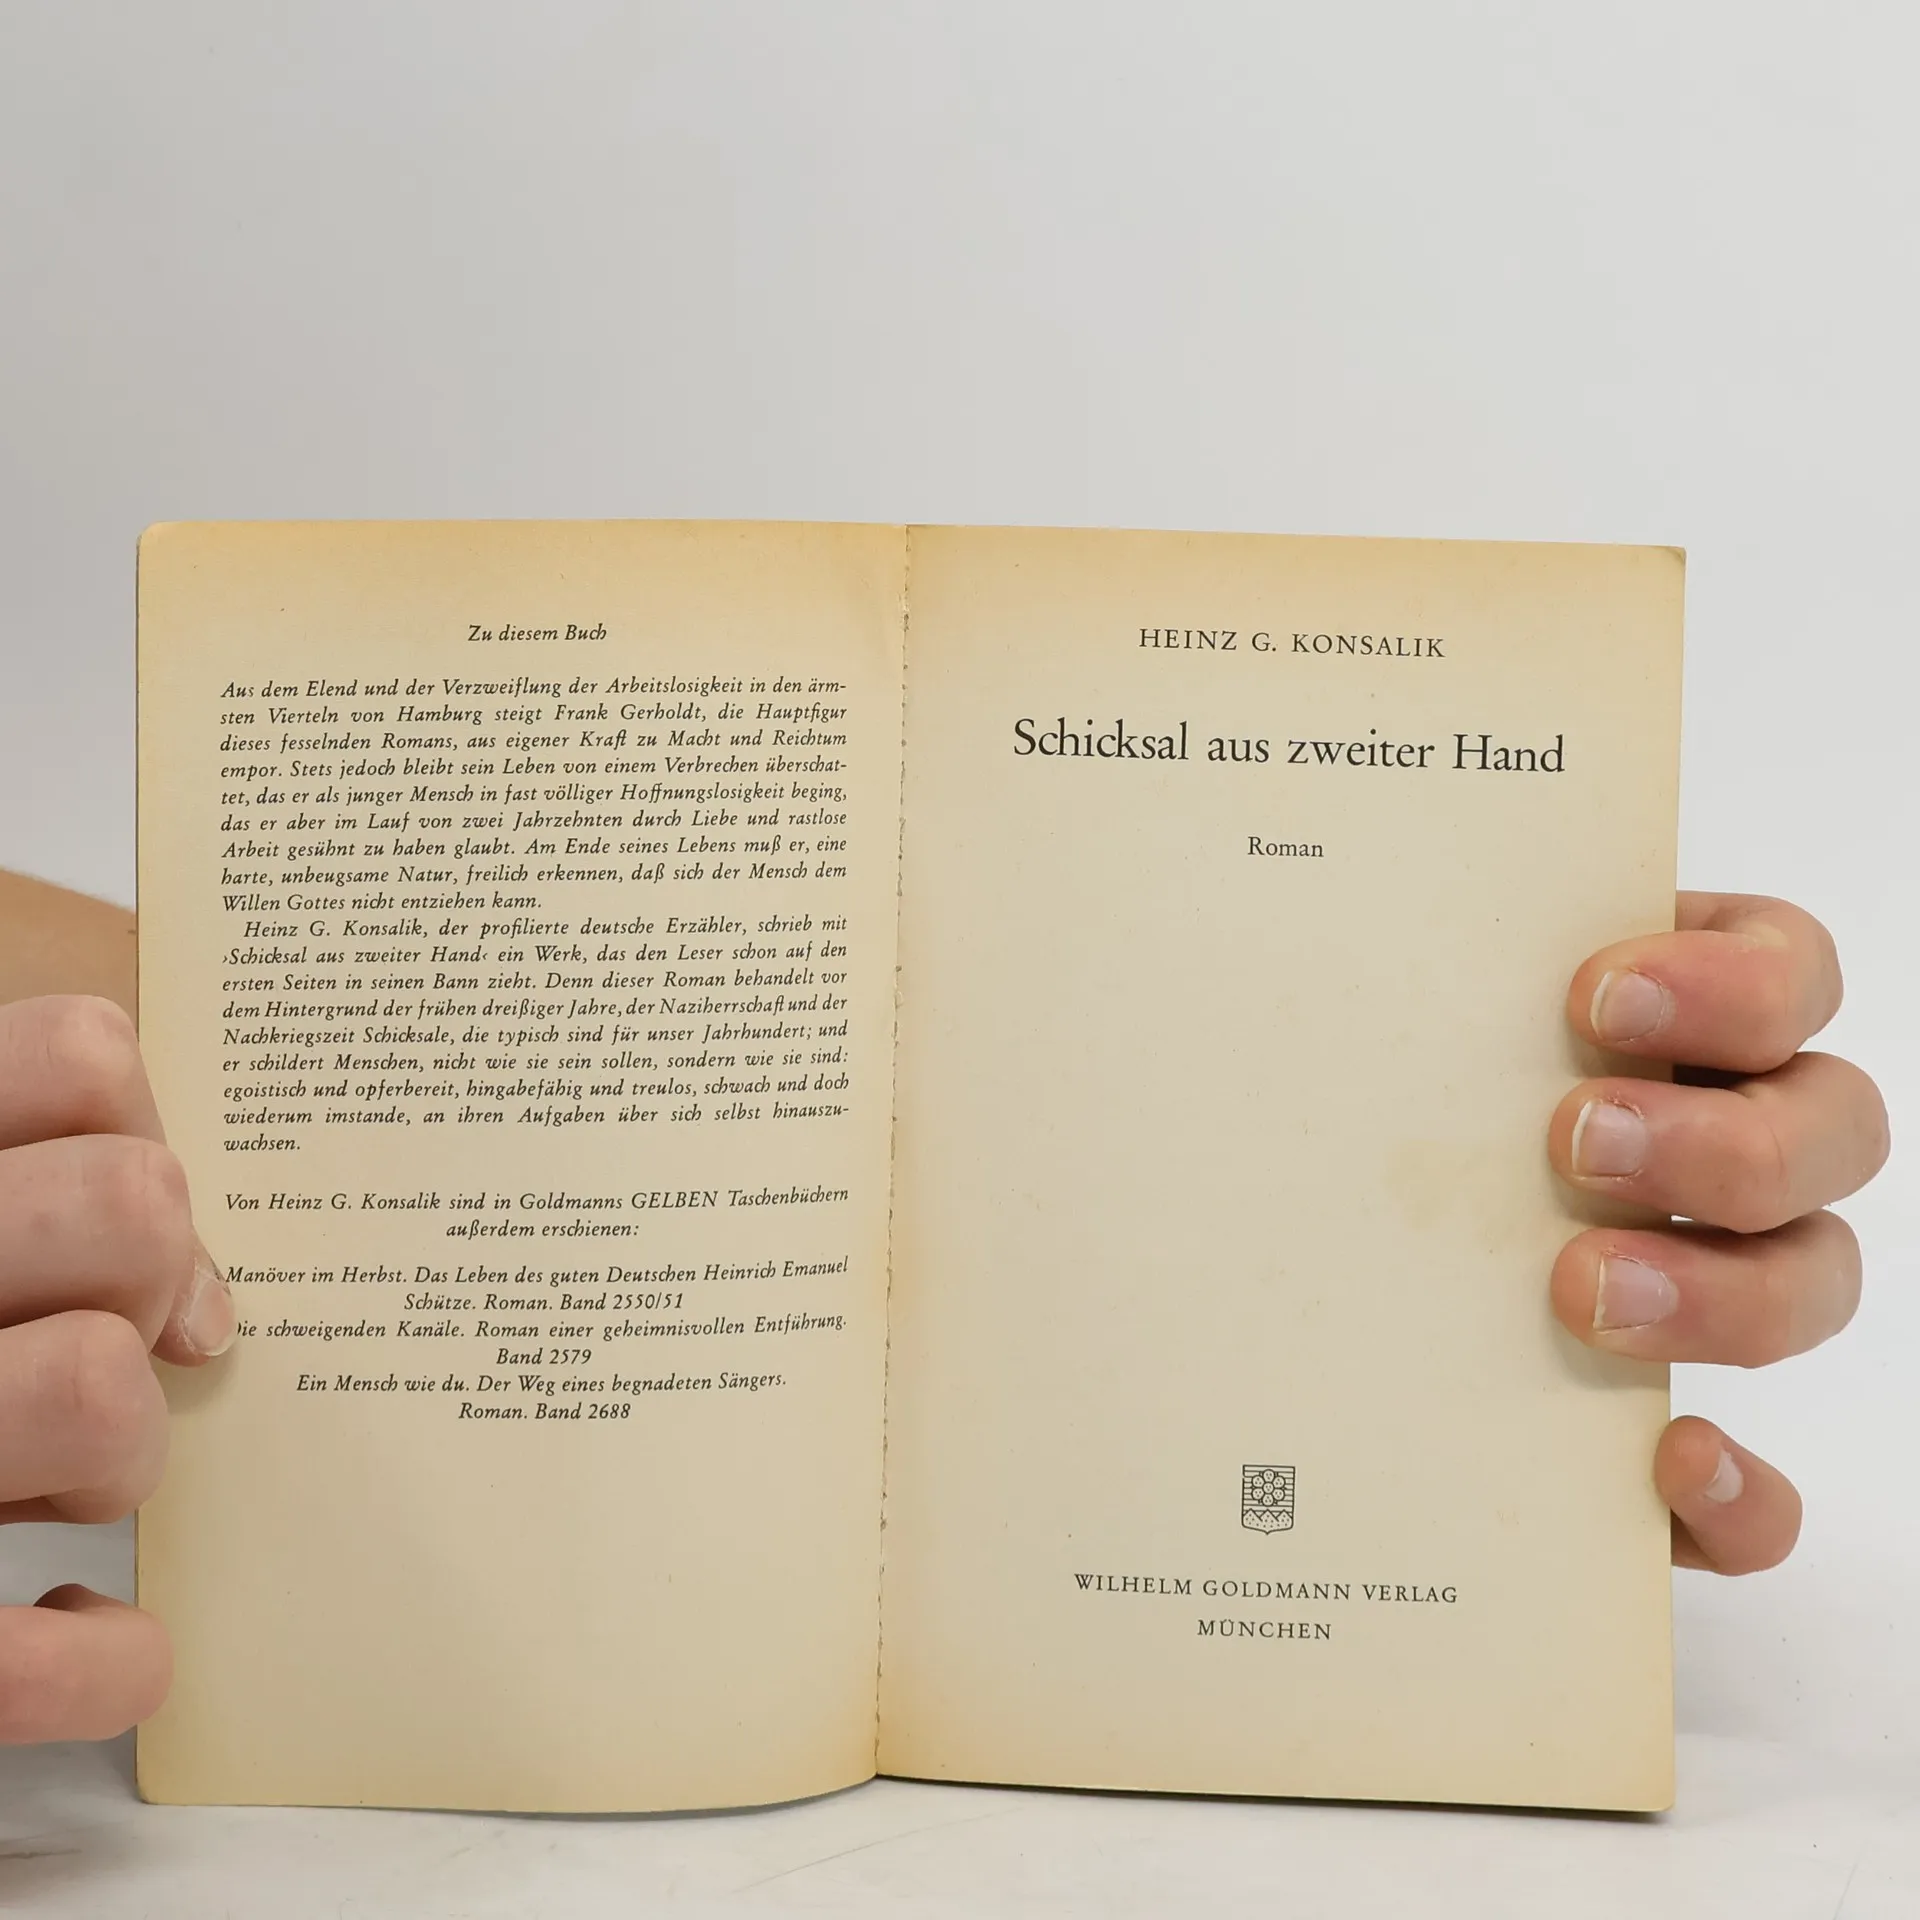 Zu diesem Buch
Aus dem Elend und der Verzweiflung der Arbeitslosigkeit in den ärm-
sten Vierteln von Hamburg steigt Frank Gerholdt, die Hauptfigur
dieses fesselnden Romans, aus eigener Kraft zu Macht und Reichtum
empor. Stets jedoch bleibt sein Leben von einem Verbrechen überschat-
tet, das er als junger Mensch in fast völliger Hoffnungslosigkeit beging,
das er aber im Lauf von zwei Jahrzehnten durch Liebe und rastlose
Arbeit gesühnt zu haben glaubt. Am Ende seines Lebens muß er, eine
harte, unbeugsame Natur, freilich erkennen, daß sich der Mensch dem
Willen Gottes nicht entziehen kann.
Heinz G. Konsalik, der profilierte deutsche Erzähler, schrieb mit
›Schicksal aus zweiter Hand‹ ein Werk, das den Leser schon auf den
ersten Seiten in seinen Bann zieht. Denn dieser Roman behandelt vor
dem Hintergrund der frühen dreißiger Jahre, der Naziherrschaft und der
Nachkriegszeit Schicksale, die typisch sind für unser Jahrhundert; und
er schildert Menschen, nicht wie sie sein sollen, sondern wie sie sind:
egoistisch und opferbereit, hingabefähig und treulos, schwach und doch
wiederum imstande, an ihren Aufgaben über sich selbst hinauszu-
wachsen.
Von Heinz G. Konsalik sind in Goldmanns GELBEN Taschenbüchern
außerdem erschienen:
Manöver im Herbst. Das Leben des guten Deutschen Heinrich Emanuel
Schütze. Roman. Band 2550/51
Die schweigenden Kanäle. Roman einer geheimnisvollen Entführung.
Band 2579
Ein Mensch wie du. Der Weg eines begnadeten Sängers.
Roman. Band 2688
HEINZ G. KONSALIK
Schicksal aus zweiter Hand
Roman
WILHELM GOLDMANN VERLAG
MÜNCHEN